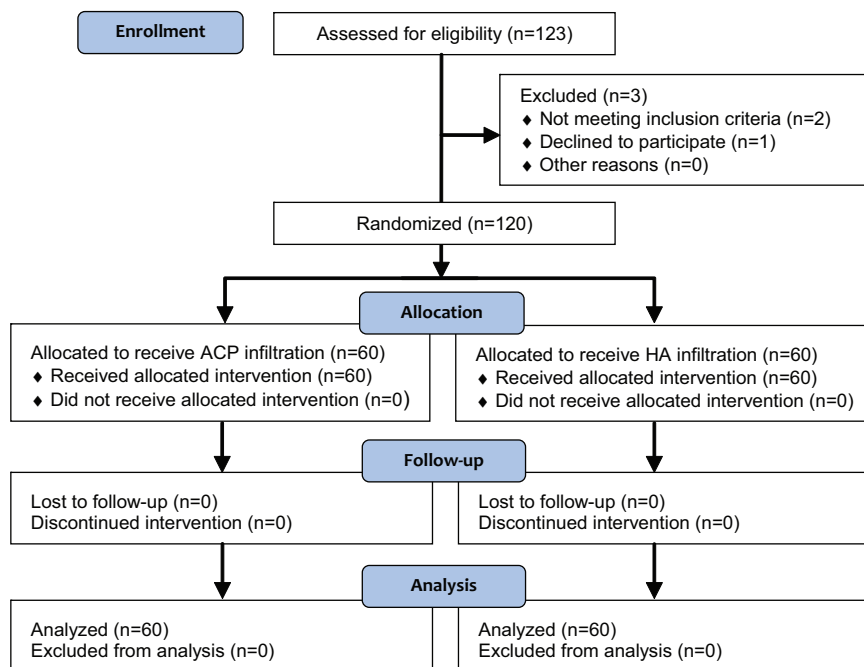 Enrollment
Assessed for eligibility (n=123)
Excluded (n=3)
♦ Not meeting inclusion criteria (n=2)
♦ Declined to participate (n=1)
♦ Other reasons (n=0)
Randomized (n=120)
Allocation
Allocated to receive ACP infiltration (n=60)
♦ Received allocated intervention (n=60)
♦ Did not receive allocated intervention (n=0)
Allocated to receive HA infiltration (n=60)
♦ Received allocated intervention (n=60)
♦ Did not receive allocated intervention (n=0)
Follow-up
Lost to follow-up (n=0)
Discontinued intervention (n=0)
Lost to follow-up (n=0)
Discontinued intervention (n=0)
Analysis
Analyzed (n=60)
Excluded from analysis (n=0)
Analyzed (n=60)
Excluded from analysis (n=0)